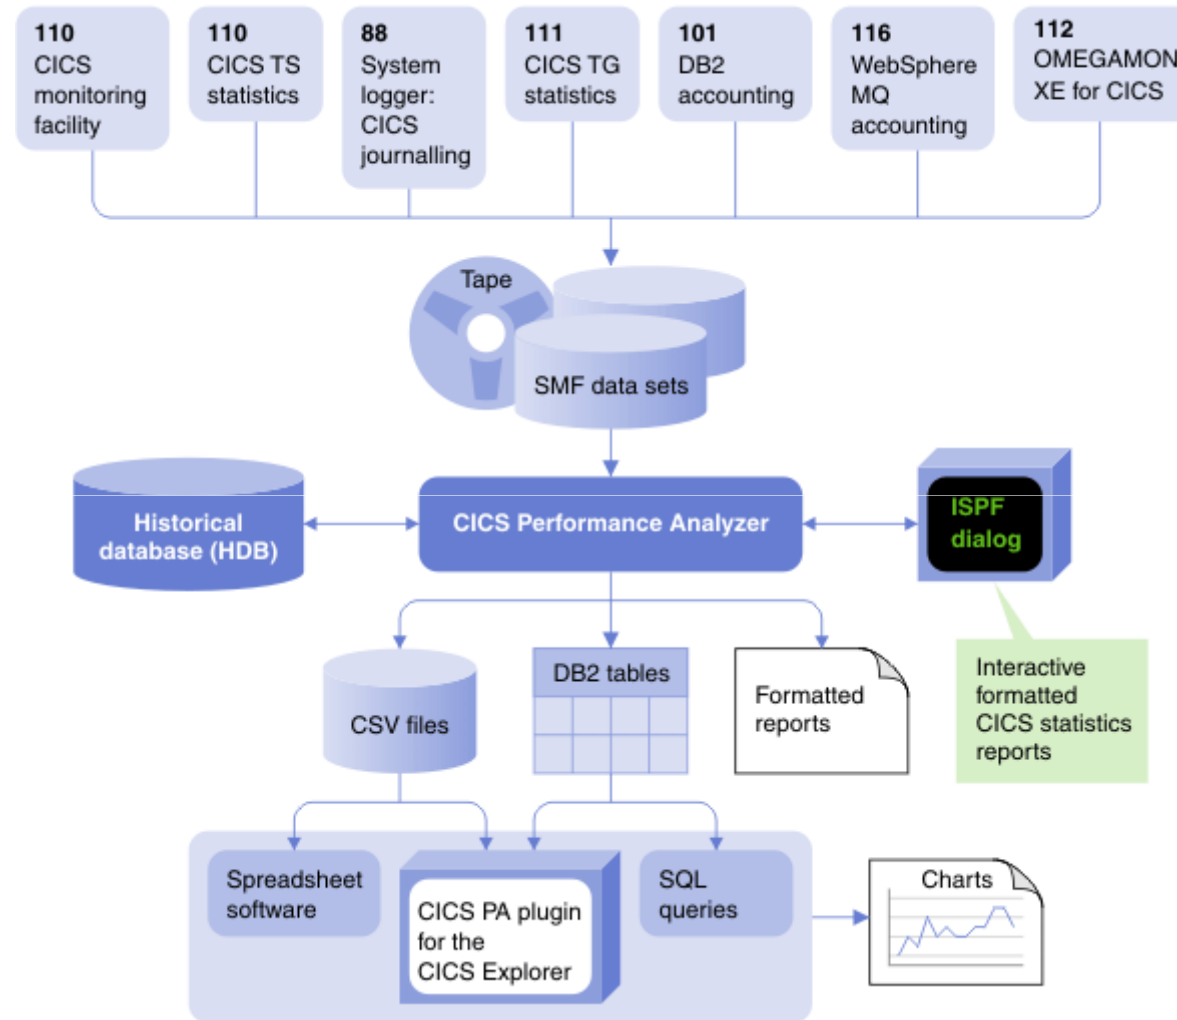 110
CICS
monitoring
facility
110
CICS TS
statistics
88
System
logger:
CICS
journalling
111
CICS TG
statistics
101
DB2
accounting
116
WebSphere
MQ
accounting
112
OMEGAMON
XE for CICS
Tape
SMF data sets
Historical
database (HDB)
CICS Performance Analyzer
ISPF
dialog
CSV files
DB2 tables
Formatted
reports
Interactive
formatted
CICS statistics
reports
Spreadsheet
software
CICS PA plugin
for the
CICS Explorer
SQL
queries
Charts